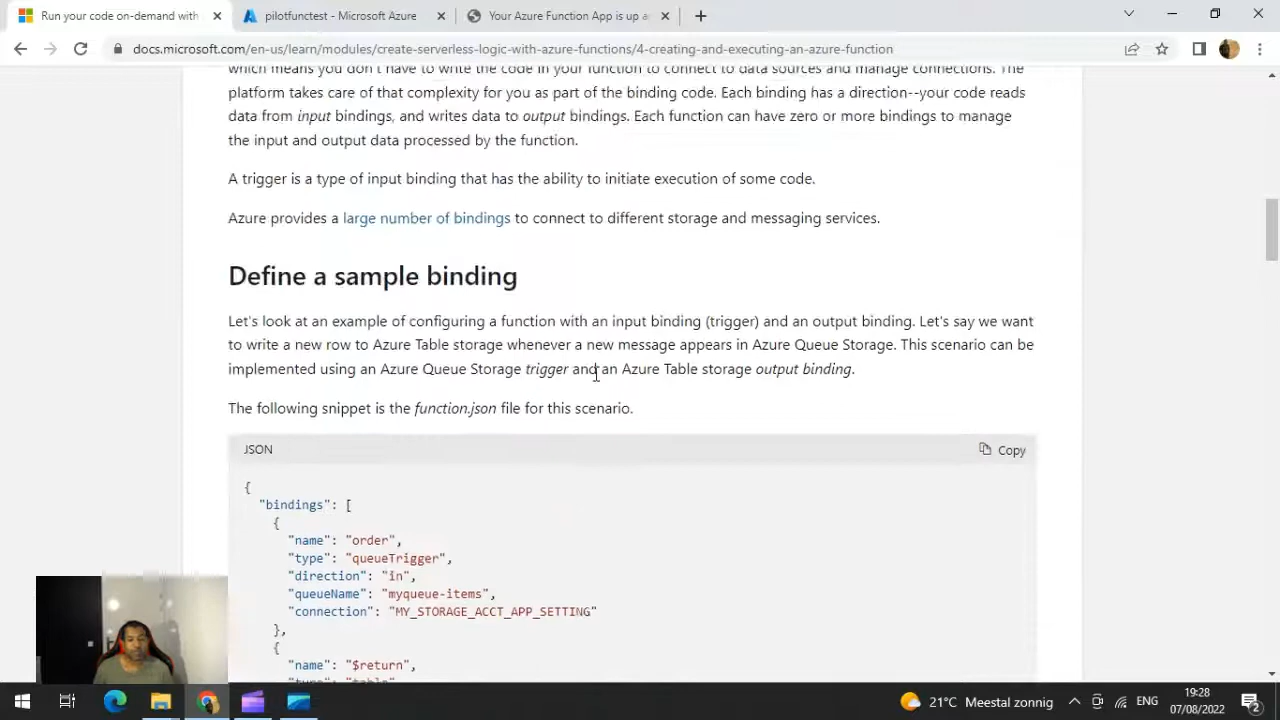 Run your code on-demand with
pilotfunctest - Microsoft Azure
Your Azure Function App is up a
docs.microsoft.com/en-us/learn/modules/create-serverless-logic-with-azure-functions/4-creating-and-executing-an-azure-function
which means you don't have to write the code in your function to connect to data sources and manage connections. The
platform takes care of that complexity for you as part of the binding code. Each binding has a direction--your code reads
data from input bindings, and writes data to output bindings. Each function can have zero or more bindings to manage
the input and output data processed by the function.
A trigger is a type of input binding that has the ability to initiate execution of some code.
Azure provides a large number of bindings to connect to different storage and messaging services.
Define a sample binding
Let's look at an example of configuring a function with an input binding (trigger) and an output binding. Let's say we want
to write a new row to Azure Table storage whenever a new message appears in Azure Queue Storage. This scenario can be
implemented using an Azure Queue Storage trigger and an Azure Table storage output binding.
The following snippet is the function.json file for this scenario.
JSON
Copy
{
"bindings": [
{
"name": "order",
"type": "queueTrigger",
"direction": "in",
"queueName": "myqueue-items",
"connection": "MY_STORAGE_ACCT_APP_SETTING"
},
{
"name": "$return",
"type": "table",
21°C Meestal zonnig
ENG
19:28
07/08/2022
2